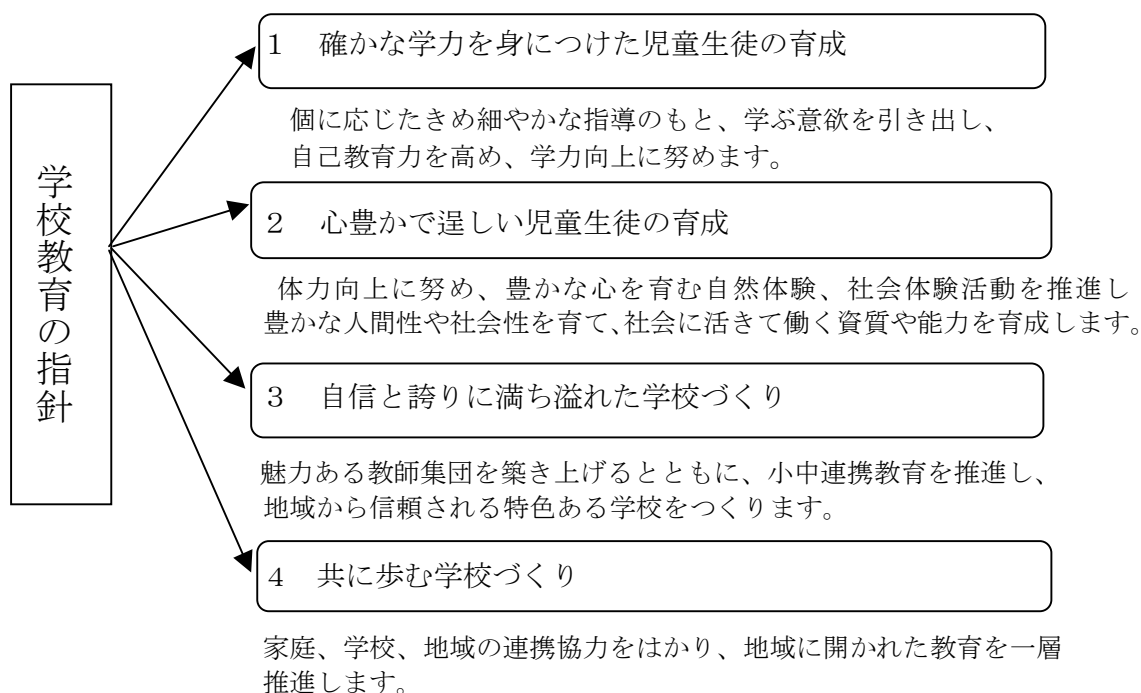 学校教育の指針
１　確かな学力を身につけた児童生徒の育成
個に応じたきめ細やかな指導のもと、学ぶ意欲を引き出し、
自己教育力を高め、学力向上に努めます。
２　心豊かで逞しい児童生徒の育成
体力向上に努め、豊かな心を育む自然体験、社会体験活動を推進し
豊かな人間性や社会性を育て、社会に活きて働く資質や能力を育成します。
３　自信と誇りに満ち溢れた学校づくり
魅力ある教師集団を築き上げるとともに、小中連携教育を推進し、
地域から信頼される特色ある学校をつくります。
４　共に歩む学校づくり
家庭、学校、地域の連携協力をはかり、地域に開かれた教育を一層
推進します。